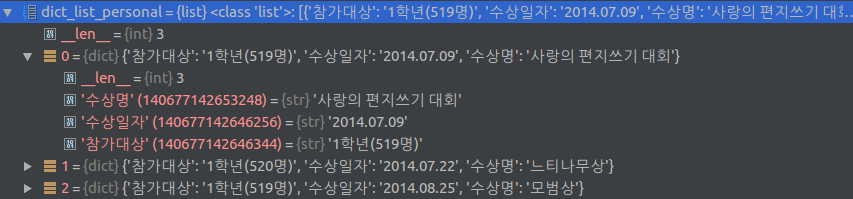 dict_list_personal = {list} <class 'list'>: [{'참가대상': '1학년(519명)', '수상일자': '2014.07.09', '수상명': '사랑의 편지쓰기 대회...
__len__ = {int} 3
0 = {dict} {'참가대상': '1학년(519명)', '수상일자': '2014.07.09', '수상명': '사랑의 편지쓰기 대회'}
__len__ = {int} 3
'수상명' (140677142653248) = {str} '사랑의 편지쓰기 대회'
'수상일자' (140677142646256) = {str} '2014.07.09'
'참가대상' (140677142646344) = {str} '1학년(519명)'
1 = {dict} {'참가대상': '1학년(520명)', '수상일자': '2014.07.22', '수상명': '느티나무상'}
2 = {dict} {'참가대상': '1학년(519명)', '수상일자': '2014.08.25', '수상명': '모범상'}